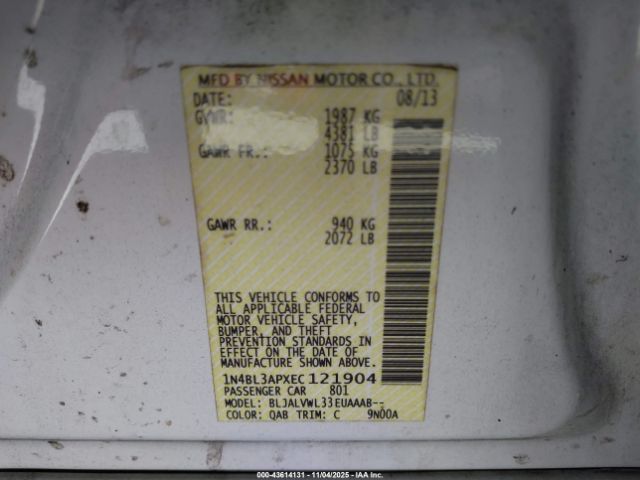 MFD BY NISSAN MOTOR CO., LTD.
DATE: 08/13
GVWR: 1987 KG
4381 LB
GAWR FR.: 1075 KG
2370 LB
GAWR RR.: 940 KG
2072 LB
THIS VEHICLE CONFORMS TO
ALL APPLICABLE FEDERAL
MOTOR VEHICLE SAFETY,
BUMPER, AND THEFT
PREVENTION STANDARDS IN
EFFECT ON THE DATE OF
MANUFACTURE SHOWN ABOVE.
1N4BL3APXEC 121904
PASSENGER CAR 801
MODEL: BLJALVWL33EUAAAB--
COLOR: QAB TRIM: C 9N00A
000-43614131 - 11/04/2025 - IAA Inc.